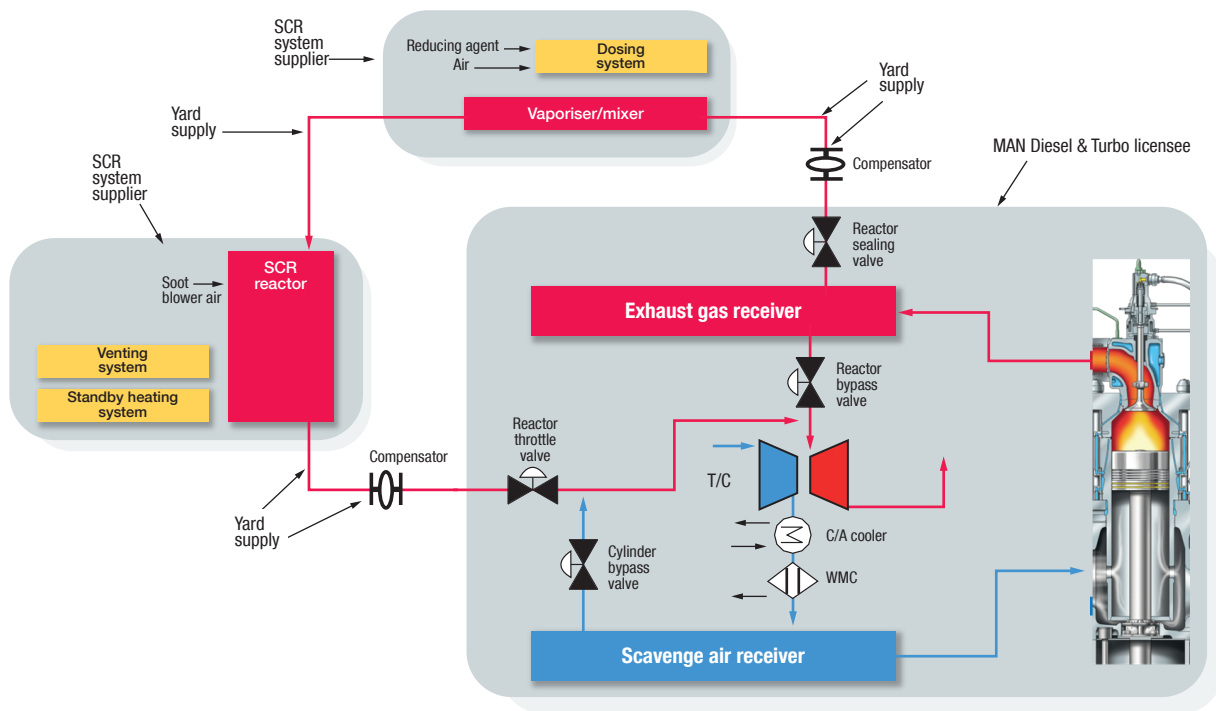 SCR
system
supplier
Reducing agent
Air
Dosing
system
Vaporiser/mixer
Yard
supply
Yard
supply
Compensator
MAN Diesel & Turbo licensee
SCR
system
supplier
SCR
reactor
Soot
blower air
Venting
system
Standby heating
system
Reactor
sealing
valve
Exhaust gas receiver
Reactor
bypass
valve
Reactor
throttle
valve
Compensator
Yard
supply
T/C
C/A cooler
Cylinder
bypass
valve
WMC
Scavenge air receiver